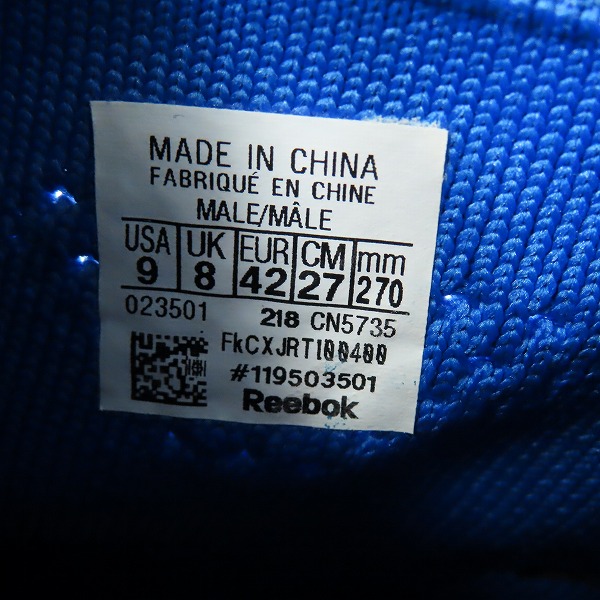 MADE IN CHINA
FABRIQUÉ EN CHINE
MALE/MÂLE
USA UK EUR CM mm
9 8 42 27 270
023501 218 CN5735
FkCXJRTI00400
#119503501
Reebok